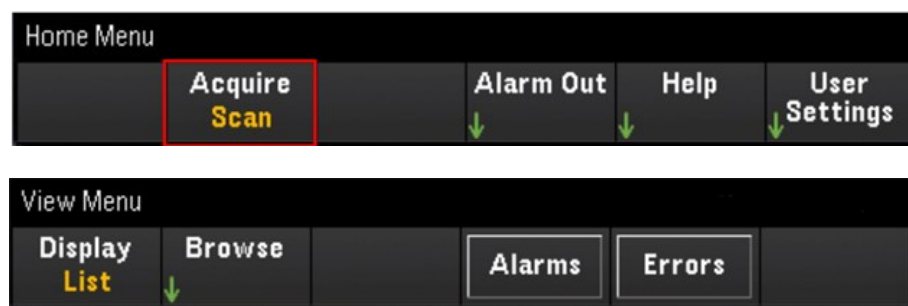 Home Menu
Acquire Alarm Out Help User
Scan Settings
View Menu
Display Browse Alarms Errors
List